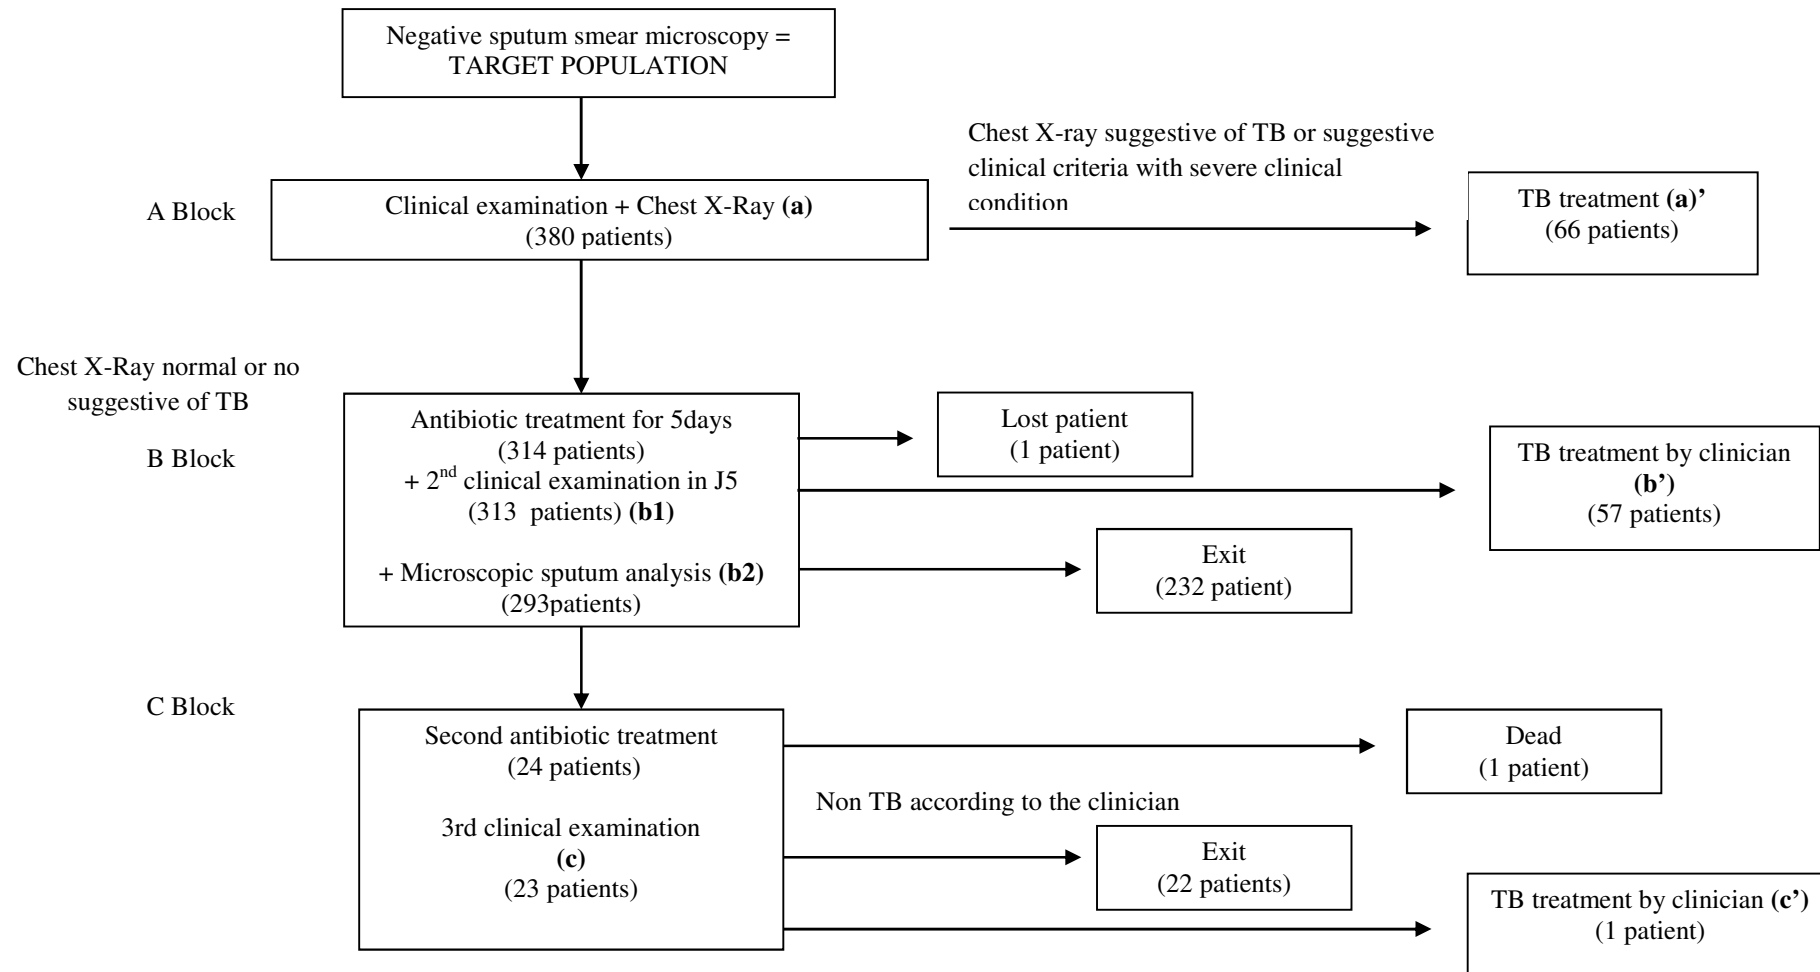 Negative sputum smear microscopy =
TARGET POPULATION
Chest X-ray suggestive of TB or suggestive
clinical criteria with severe clinical
condition
A Block
Clinical examination + Chest X-Ray (a)
(380 patients)
TB treatment (a)’
(66 patients)
Chest X-Ray normal or no
suggestive of TB
B Block
Antibiotic treatment for 5days
(314 patients)
+ 2nd clinical examination in J5
(313 patients) (b1)
+ Microscopic sputum analysis (b2)
(293patients)
Lost patient
(1 patient)
TB treatment by clinician
(b’)
(57 patients)
Exit
(232 patient)
C Block
Second antibiotic treatment
(24 patients)
3rd clinical examination
(c)
(23 patients)
Dead
(1 patient)
Non TB according to the clinician
Exit
(22 patients)
TB treatment by clinician (c’)
(1 patient)